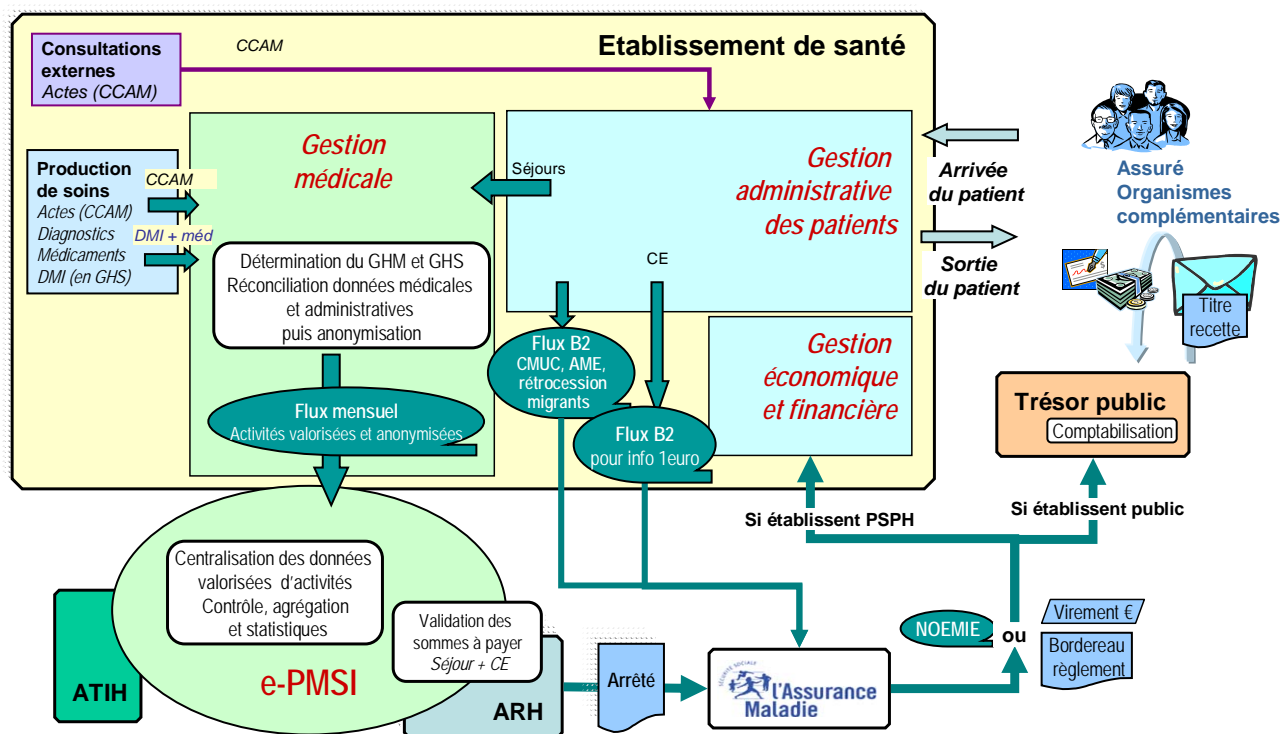 Etablissement de santé
Consultations
externes
Actes (CCAM)
CCAM
Production
de soins
Actes (CCAM)
Diagnostics
Médicaments
DMI (en GHS)
CCAM
DMI + méd
Gestion
médicale
Séjours
Gestion
administrative
des patients
Arrivée
du patient
Sortie
du patient
Assuré
Organismes
complémentaires
Titre
recette
Détermination du GHM et GHS
Réconciliation données médicales
et administratives
puis anonymisation
CE
Flux B2
CMUC, AME,
rétrocession
migrants
Flux B2
pour info 1euro
Gestion
économique
et financière
Flux mensuel
Activités valorisées et anonymisées
Trésor public
Comptabilisation
Si établissent PSPH
Si établissent public
Centralisation des données
valorisées d'activités
Contrôle, agrégation
et statistiques
e-PMSI
Validation des
sommes à payer
Séjour + CE
ATIH
ARH
Arrêté
SÉCURITÉ SOCIALE
l'Assurance
Maladie
NOEMIE
ou
Virement €
Bordereau
règlement